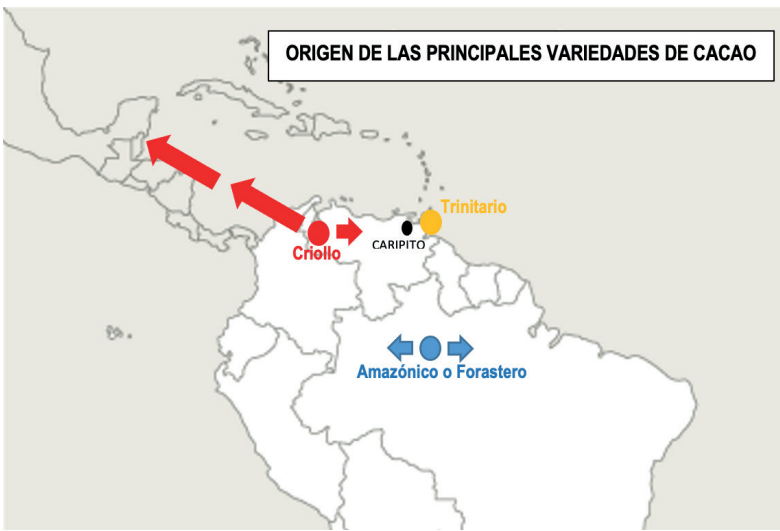 ORIGEN DE LAS PRINCIPALES VARIEDADES DE CACAO
Trinitario
CARIPITO
Criollo
Amazónico o Forastero